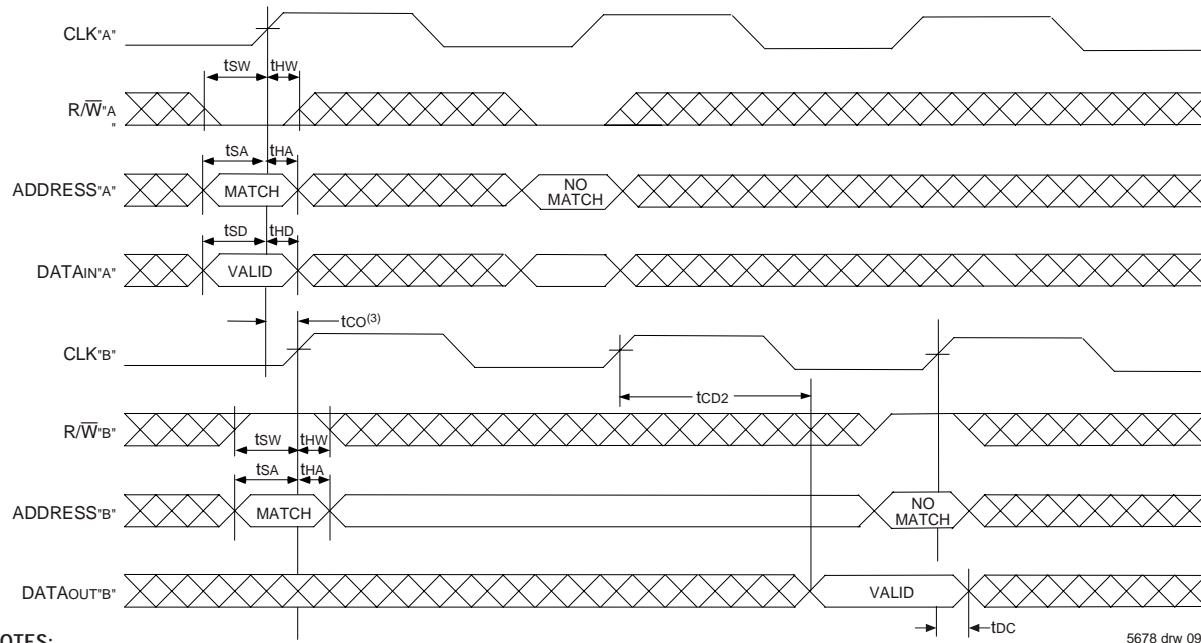 CLK"A"
tSW tHW
R/W"A
"
tSA tHA
ADDRESS"A"
MATCH
NO
MATCH
tSD tHD
DATAIN"A"
VALID
tCO(3)
CLK"B"
tCD2
R/W"B"
tSW tHW
tSA tHA
ADDRESS"B"
MATCH
NO
MATCH
DATAOUT"B"
VALID
tDC
OTES:
5678 drw 09